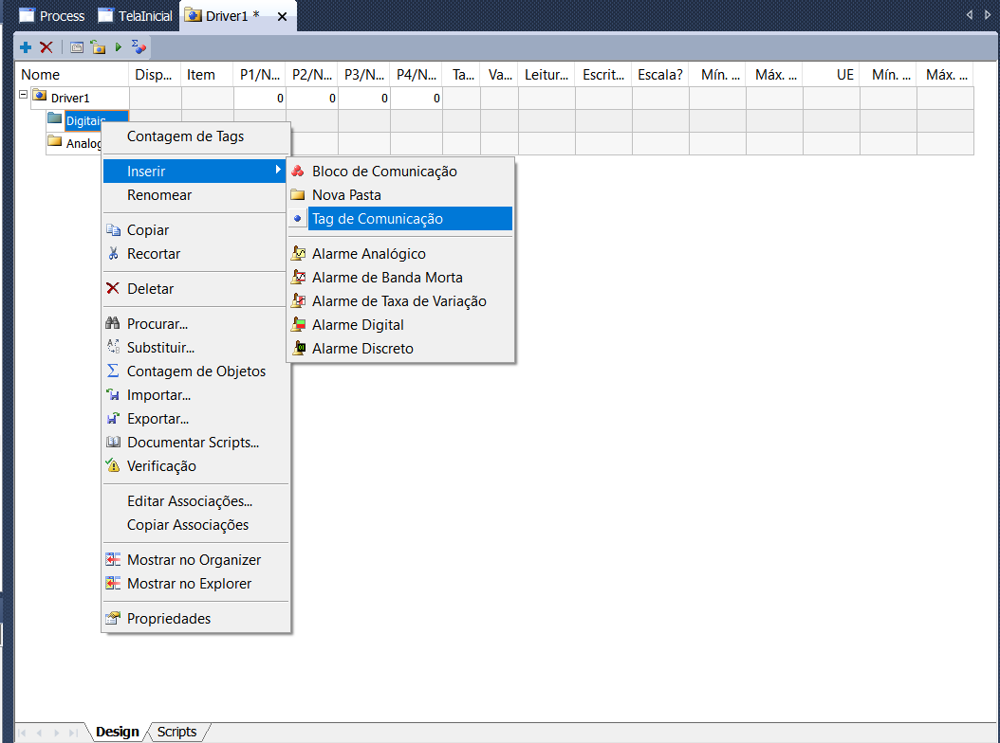 Process TelaInicial Driver1 *
Nome Disp... Item P1/N... P2/N... P3/N... P4/N... Ta... Va... Leitur... Escrit... Escala? Mín. ... Máx. ... UE Mín. ... Máx. ...
Driver1 0 0 0 0
Digitais
Analog
Contagem de Tags
Inserir
Renomear
Copiar
Recortar
Deletar
Procurar...
Substituir...
Contagem de Objetos
Importar...
Exportar...
Documentar Scripts...
Verificação
Editar Associações...
Copiar Associações
Mostrar no Organizer
Mostrar no Explorer
Propriedades
Bloco de Comunicação
Nova Pasta
Tag de Comunicação
Alarme Analógico
Alarme de Banda Morta
Alarme de Taxa de Variação
Alarme Digital
Alarme Discreto
Design Scripts